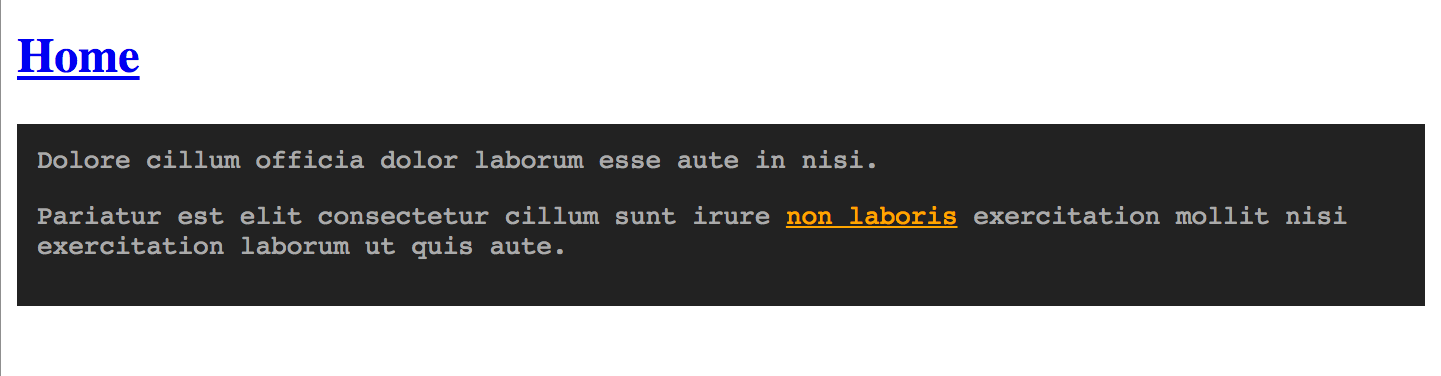 Home
Dolore cillum officia dolor laborum esse aute in nisi.
Pariatur est elit consectetur cillum sunt irure non laboris exercitation mollit nisi
exercitation laborum ut quis aute.